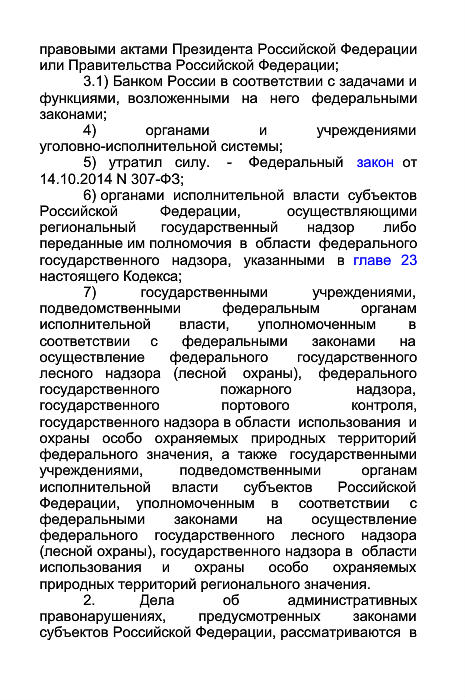 правовыми актами Президента Российской Федерации
или Правительства Российской Федерации;
3.1) Банком России в соответствии с задачами и
функциями, возложенными на него федеральными
законами;
4) органами и учреждениями
уголовно-исполнительной системы;
5) утратил силу. - Федеральный закон от
14.10.2014 N 307-ФЗ;
6) органами исполнительной власти субъектов
Российской Федерации, осуществляющими
региональный государственный надзор либо
переданные им полномочия в области федерального
государственного надзора, указанными в главе 23
настоящего Кодекса;
7) государственными учреждениями,
подведомственными федеральным органам
исполнительной власти, уполномоченным в
соответствии с федеральными законами на
осуществление федерального государственного
лесного надзора (лесной охраны), федерального
государственного пожарного надзора,
государственного портового контроля,
государственного надзора в области использования и
охраны особо охраняемых природных территорий
федерального значения, а также государственными
учреждениями, подведомственными органам
исполнительной власти субъектов Российской
Федерации, уполномоченным в соответствии с
федеральными законами на осуществление
федерального государственного лесного надзора
(лесной охраны), государственного надзора в области
использования и охраны особо охраняемых
природных территорий регионального значения.
2. Дела об административных
правонарушениях, предусмотренных законами
субъектов Российской Федерации, рассматриваются в